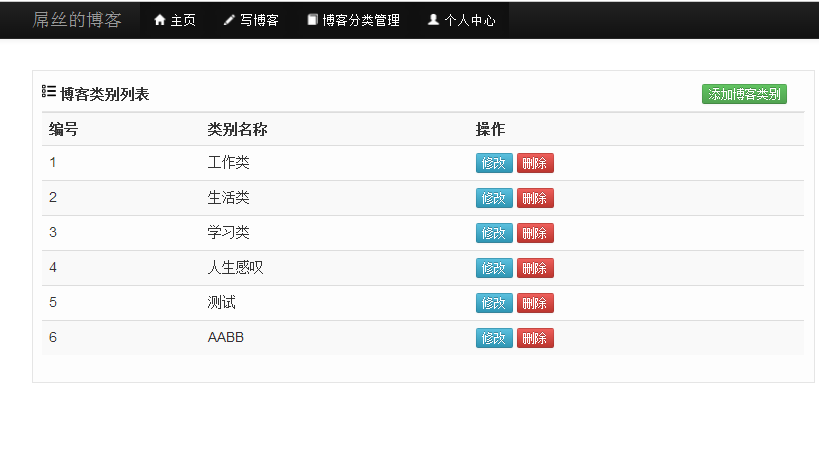 屌丝的博客 主页 写博客 博客分类管理 个人中心
博客类别列表 添加博客类别
编号 类别名称 操作
1 工作类 修改 删除
2 生活类 修改 删除
3 学习类 修改 删除
4 人生感叹 修改 删除
5 测试 修改 删除
6 AABB 修改 删除